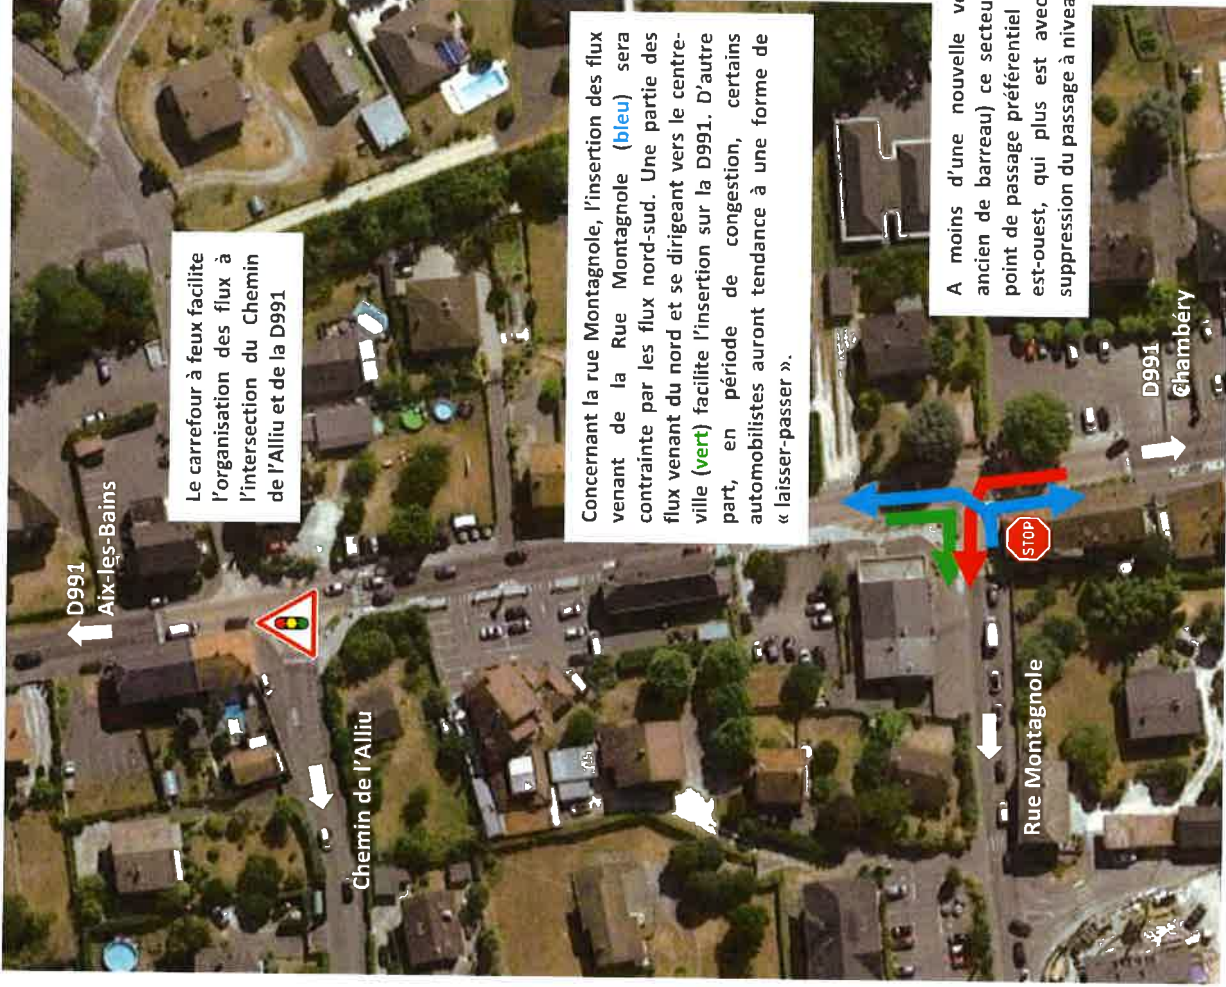 D991
Aix-les-Bains
Le carrefour à feux facilite
l'organisation des flux à
l'intersection du Chemin
de l'Alliu et de la D991
Chemin de l'Alliu
Concernant la rue Montagnole, l'insertion des flux
venant de la Rue Montagnole (bleu) sera
contrainte par les flux nord-sud. Une partie des
flux venant du nord et se dirigeant vers le centre-
ville (vert) facilite l'insertion sur la D991. D'autre
part, en période de congestion, certains
automobilistes auront tendance à une forme de
« laisser-passer ».
STOP
Rue Montagnole
A moins d'une nouvelle
ancien de barreau) ce secteu
point de passage préférentiel
est-ouest, qui plus est avec
suppression du passage à nivea
D991
Chambéry